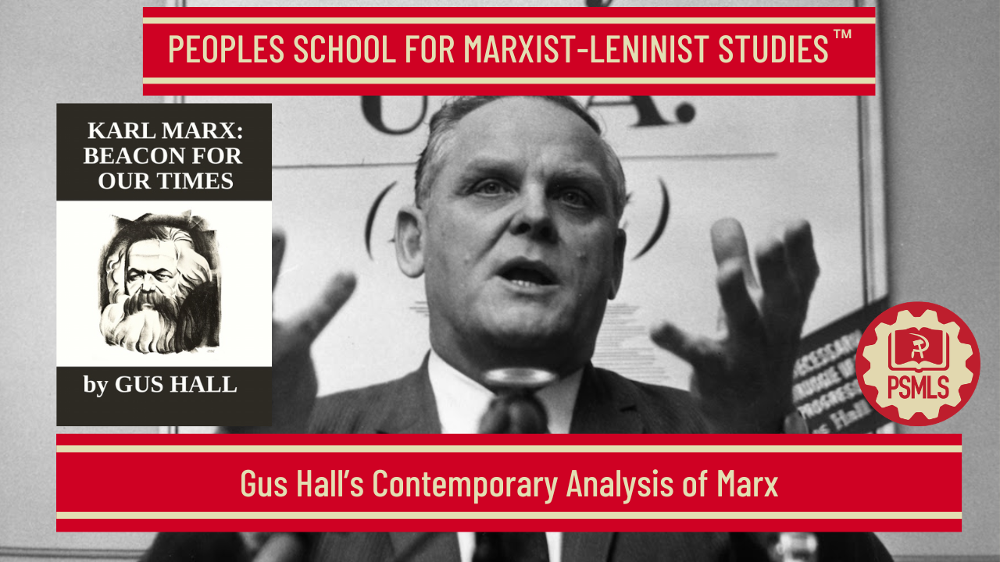 PEOPLES SCHOOL FOR MARXIST-LENINIST STUDIES™
KARL MARX:
BEACON FOR
OUR TIMES
by GUS HALL
PSMLS
Gus Hall's Contemporary Analysis of Marx